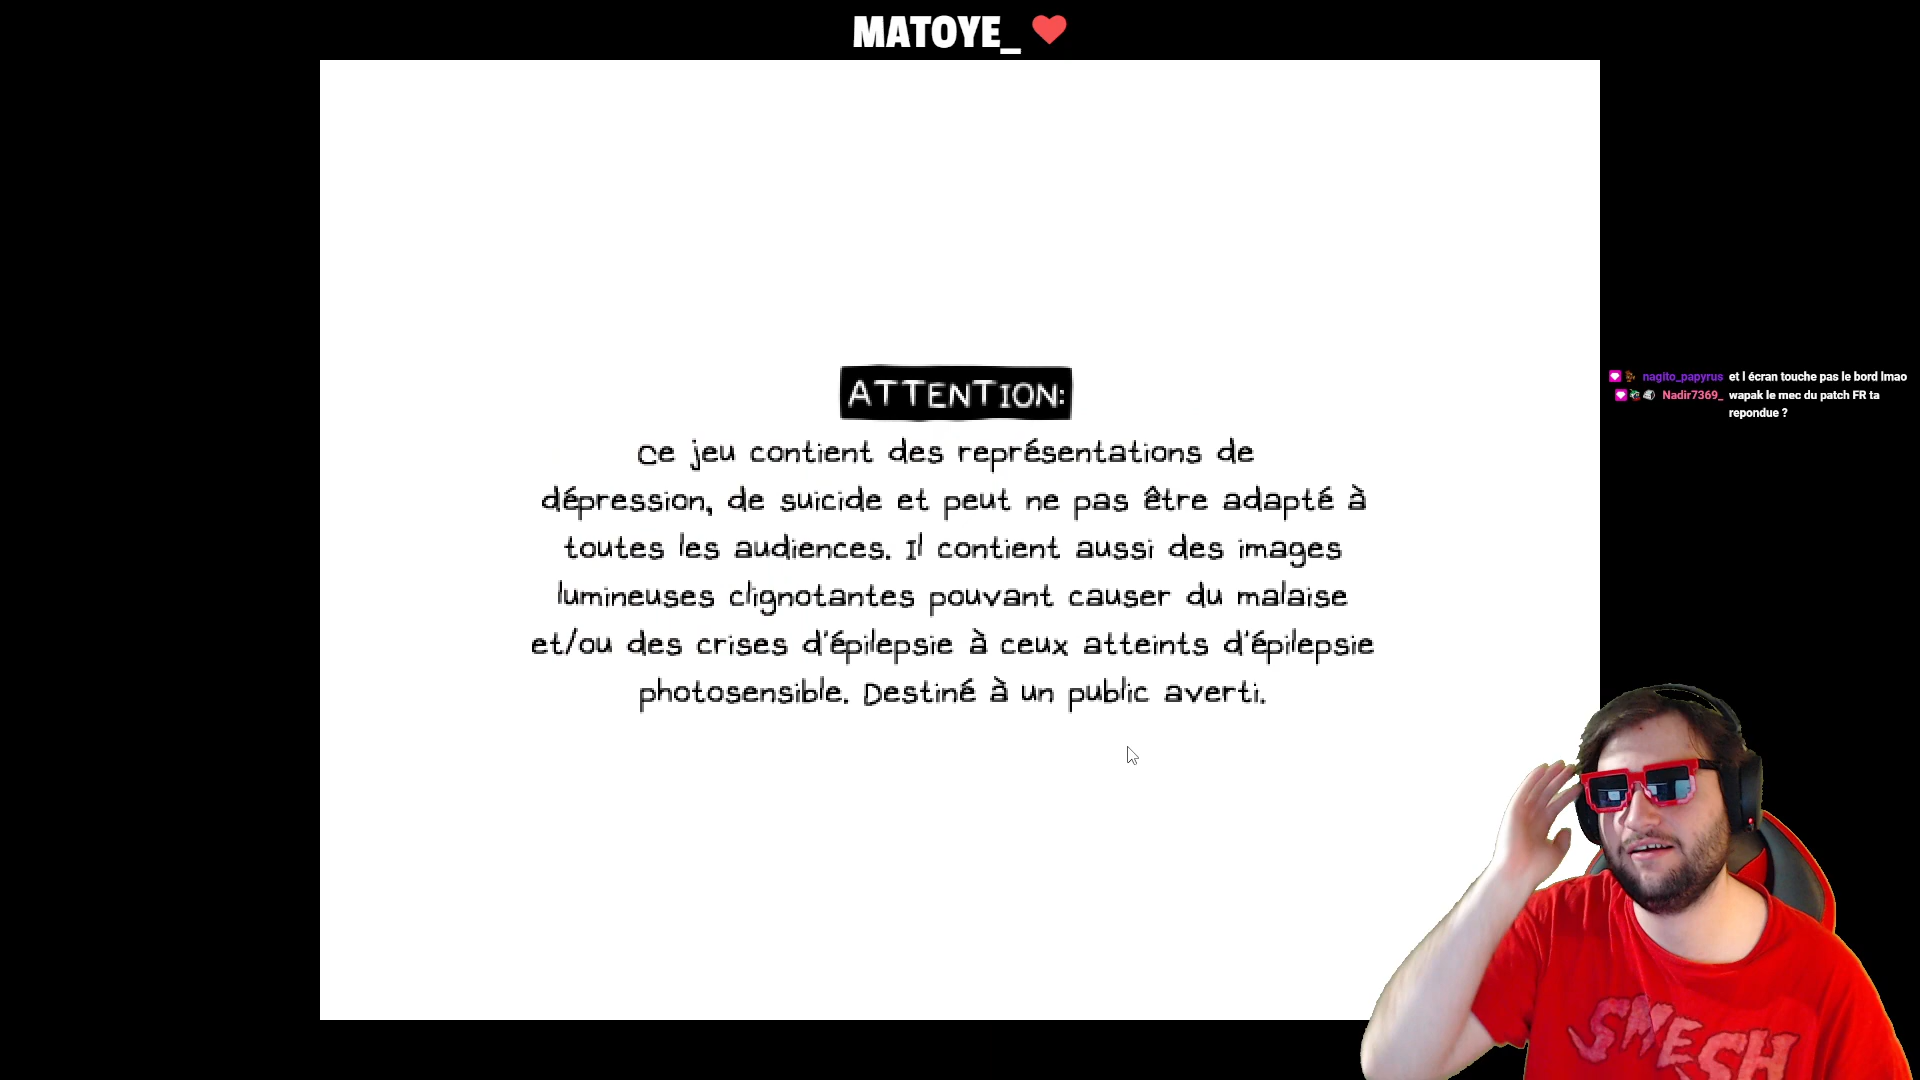 MATOYE_
ATTENTION:
Ce jeu contient des représentations de
dépression, de suicide et peut ne pas être adapté à
toutes les audiences. Il contient aussi des images
lumineuses clignotantes pouvant causer du malaise
et/ou des crises d'épilepsie à ceux atteints d'épilepsie
photosensible. Destiné à un public averti.
nagito_papyrus et l écran touche pas le bord lmao
Nadir7369_ wapak le mec du patch FR ta
repondue ?
SMESH